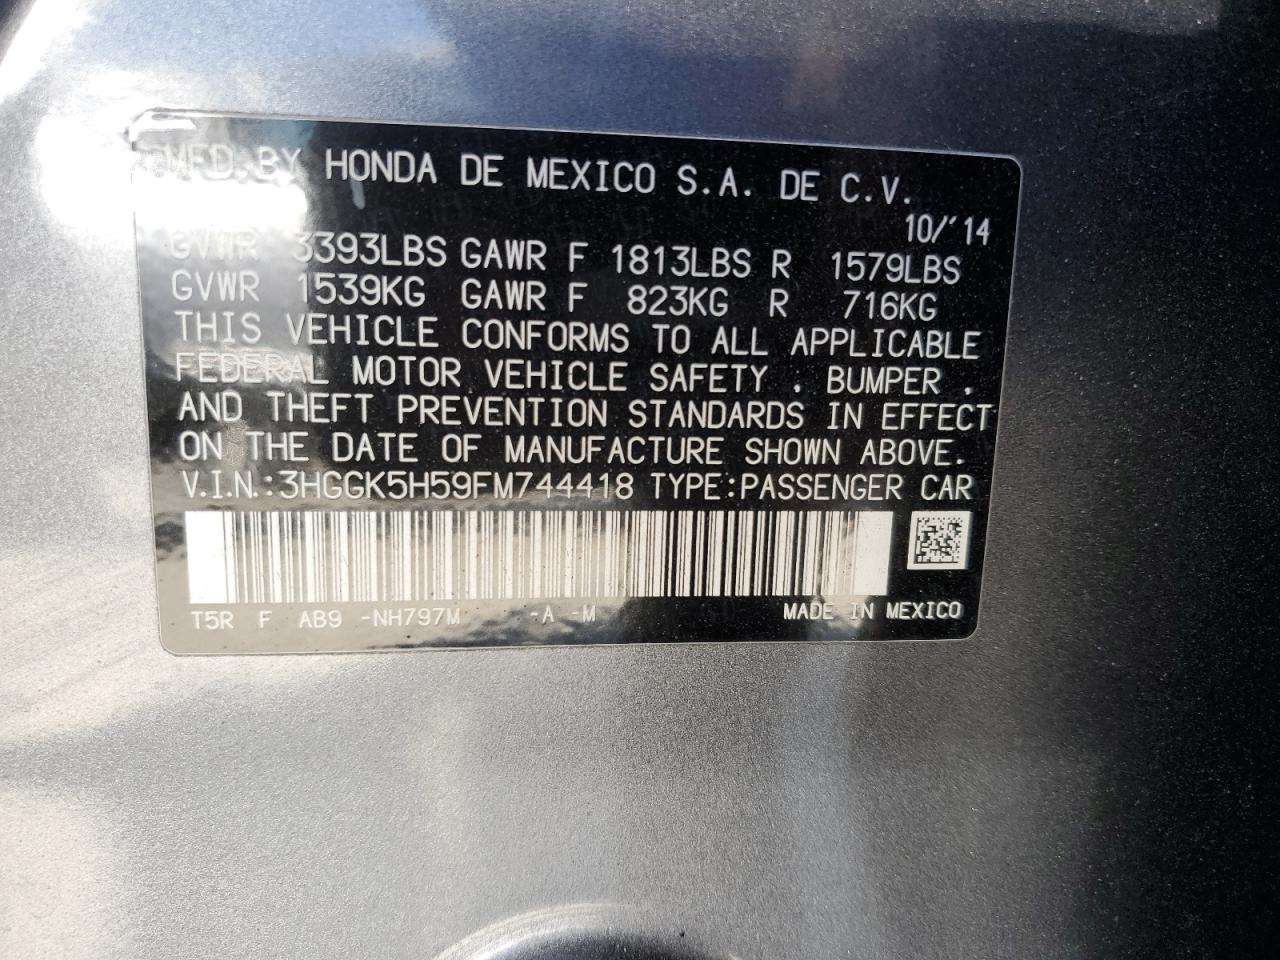 MFD.BY HONDA DE MEXICO S.A. DE C.V.
10/'14
GVWR 3393LBS GAWR F 1813LBS R 1579LBS
GVWR 1539KG GAWR F 823KG R 716KG
THIS VEHICLE CONFORMS TO ALL APPLICABLE
FEDERAL MOTOR VEHICLE SAFETY , BUMPER ,
AND THEFT PREVENTION STANDARDS IN EFFECT
ON THE DATE OF MANUFACTURE SHOWN ABOVE.
V.I.N.:3HGGK5H59FM744418 TYPE:PASSENGER CAR
T5R F AB9 -NH797M -A -M MADE IN MEXICO